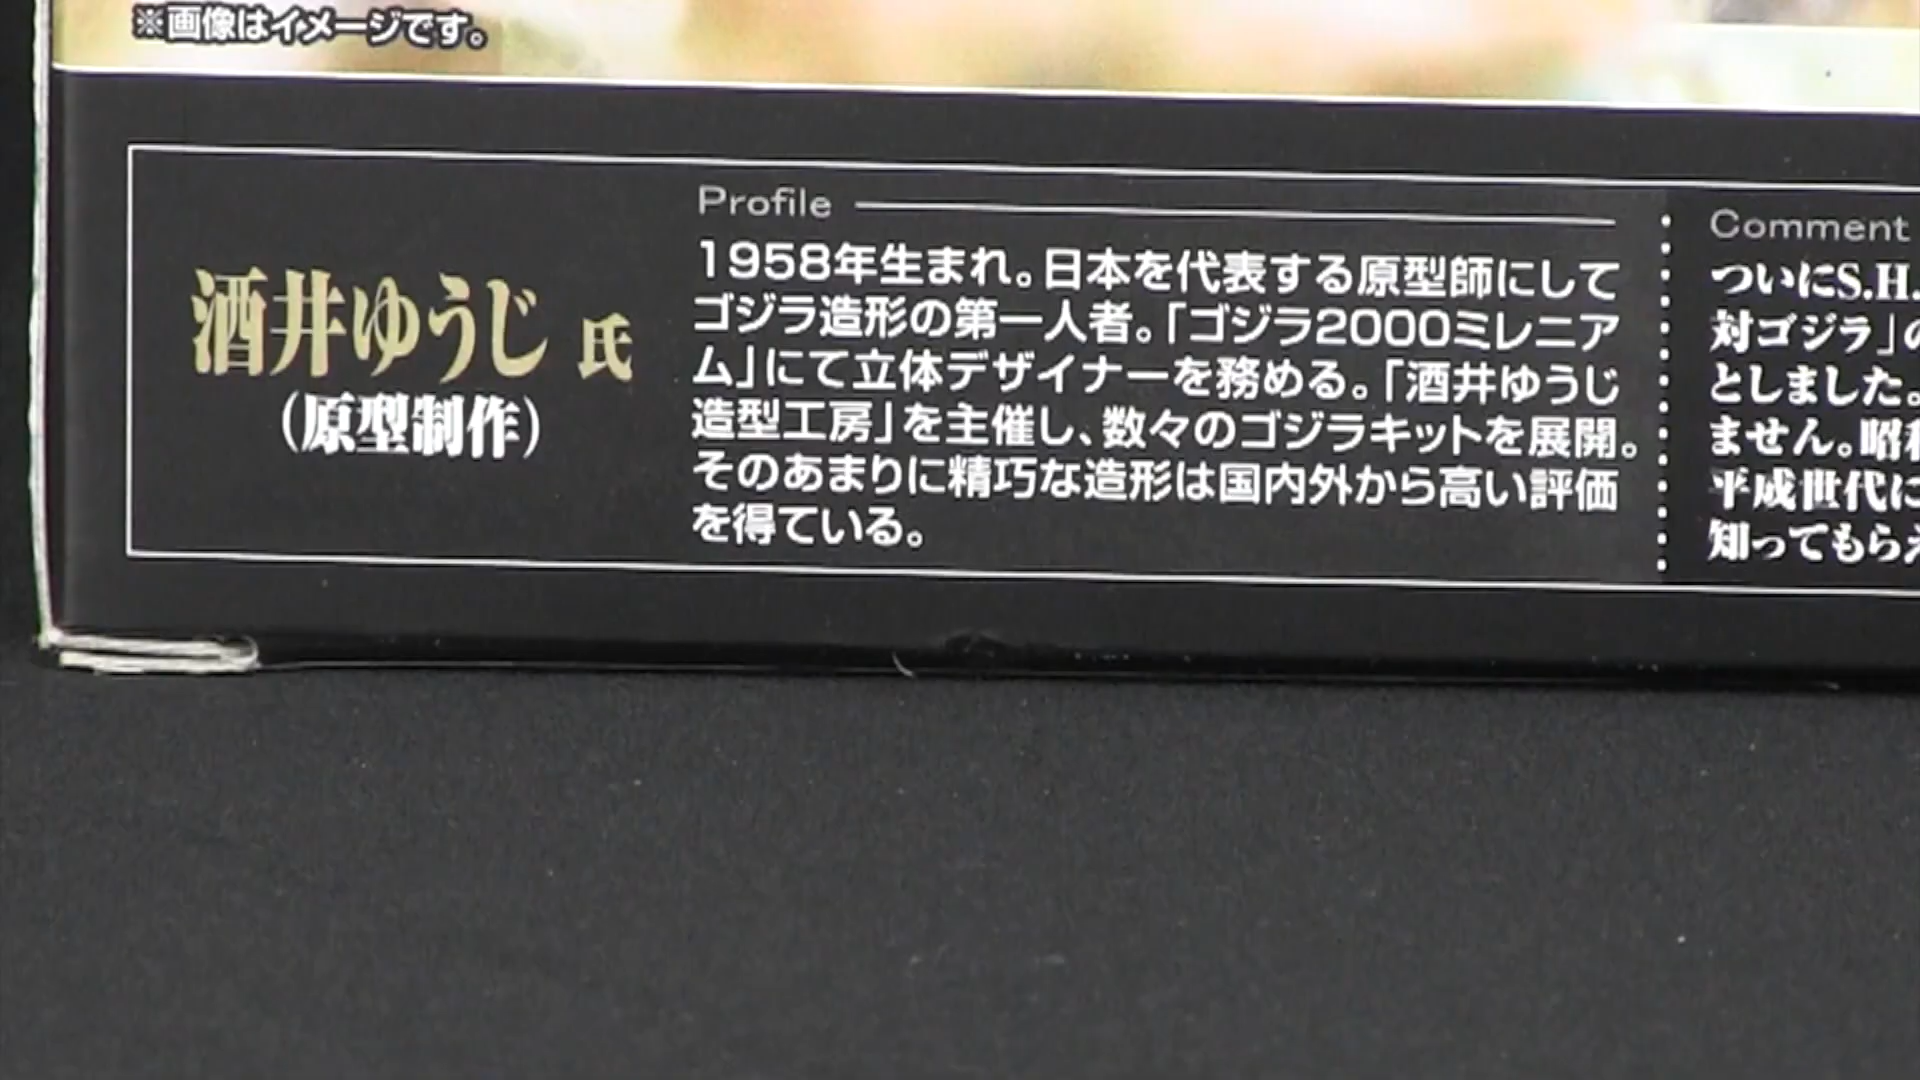 ※画像はイメージです。
酒井ゆうじ 氏
(原型制作)
Profile
1958年生まれ。日本を代表する原型師にして
ゴジラ造形の第一人者。「ゴジラ2000ミレニア
ム」にて立体デザイナーを務める。「酒井ゆうじ
造型工房」を主催し、数々のゴジラキットを展開。
そのあまりに精巧な造形は国内外から高い評価
を得ている。
Comment
ついにS.H.
対ゴジラ」の
としました。
ません。昭和
平成世代に
知ってもらえ